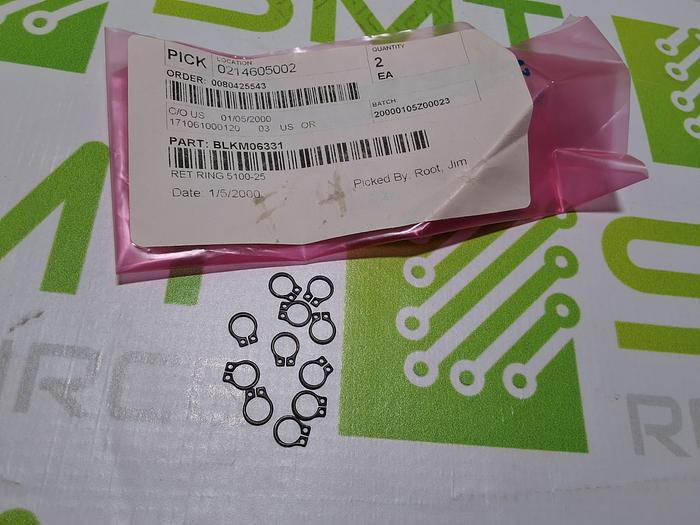 SMT
PICK
LOCATION
0214605002
QUANTITY
2
EA
ORDER: 0080425543
C/O US 01/05/2000
171061000120 03 US OR
BATCH
20000105Z00023
PART: BLKM06331
RET RING 5100-25
Date: 1/5/2000
Picked By: Root, Jim